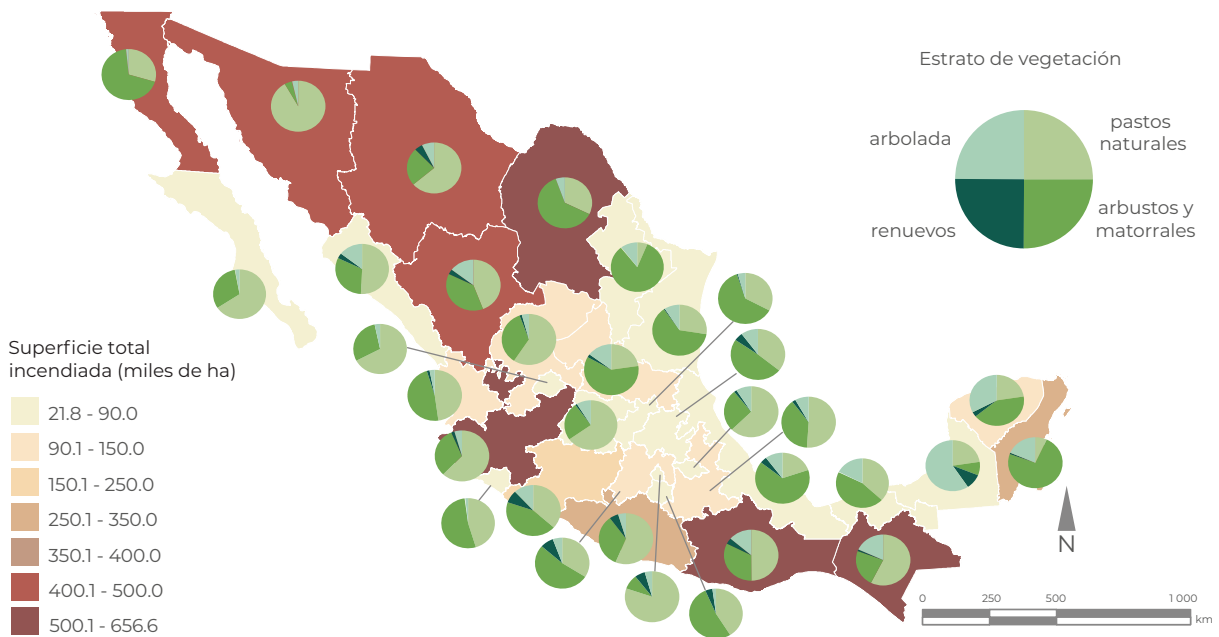 Estrato de vegetación
arbolada
pastos
naturales
renuevos
arbustos y
matorrales
Superficie total
incendiada (miles de ha)
21.8 - 90.0
90.1 - 150.0
150.1 - 250.0
250.1 - 350.0
350.1 - 400.0
400.1 - 500.0
500.1 - 656.6
N
0 250 500 1 000
km